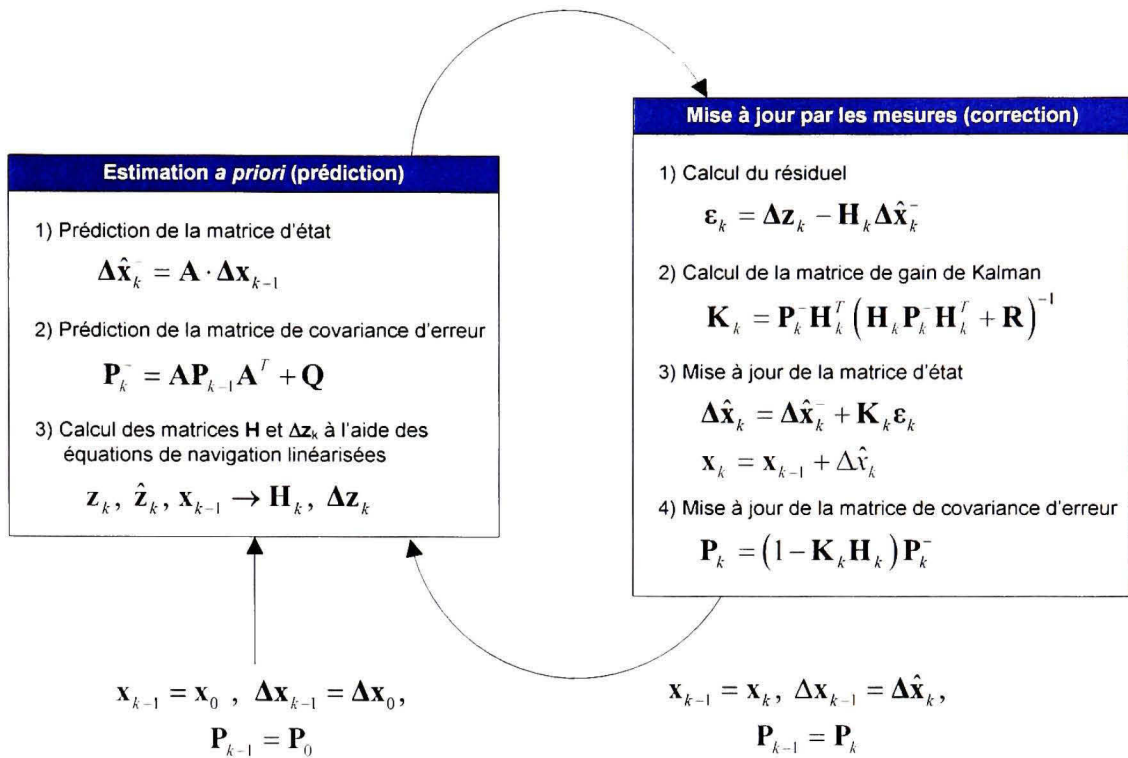 Estimation a priori (prédiction)
1) Prédiction de la matrice d'état
Δx̂ₖ⁻ = A · Δxₖ₋₁
2) Prédiction de la matrice de covariance d'erreur
Pₖ⁻ = APₖ₋₁Aᵀ + Q
3) Calcul des matrices H et Δzₖ à l'aide des
équations de navigation linéarisées
zₖ, ẑₖ, xₖ₋₁ → Hₖ, Δzₖ
xₖ₋₁ = x₀ , Δxₖ₋₁ = Δx₀,
Pₖ₋₁ = P₀
Mise à jour par les mesures (correction)
1) Calcul du résiduel
εₖ = Δzₖ − HₖΔx̂ₖ⁻
2) Calcul de la matrice de gain de Kalman
Kₖ = Pₖ⁻Hₖᵀ(HₖPₖ⁻Hₖᵀ + R)⁻¹
3) Mise à jour de la matrice d'état
Δx̂ₖ = Δx̂ₖ⁻ + Kₖεₖ
xₖ = xₖ₋₁ + Δx̂ₖ
4) Mise à jour de la matrice de covariance d'erreur
Pₖ = (1 − KₖHₖ)Pₖ⁻
xₖ₋₁ = xₖ, Δxₖ₋₁ = Δx̂ₖ,
Pₖ₋₁ = Pₖ